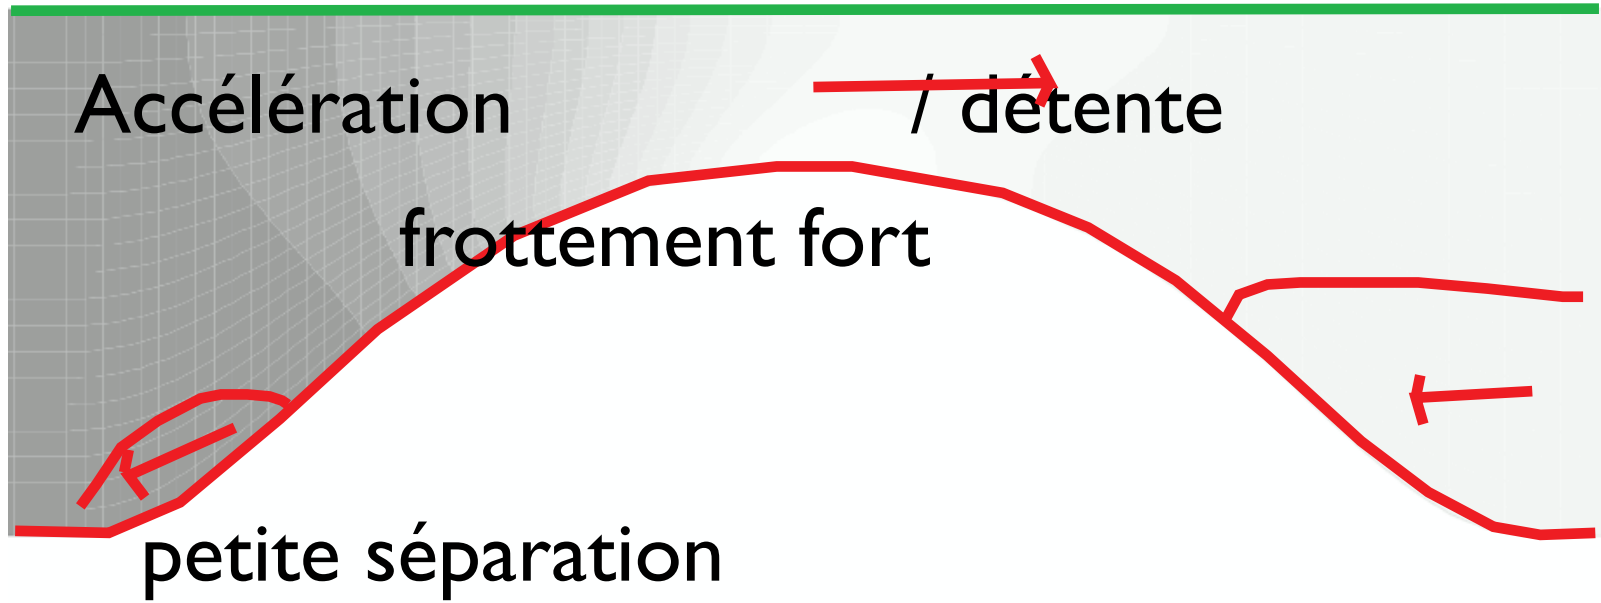 Accélération / détente
frottement fort
petite séparation